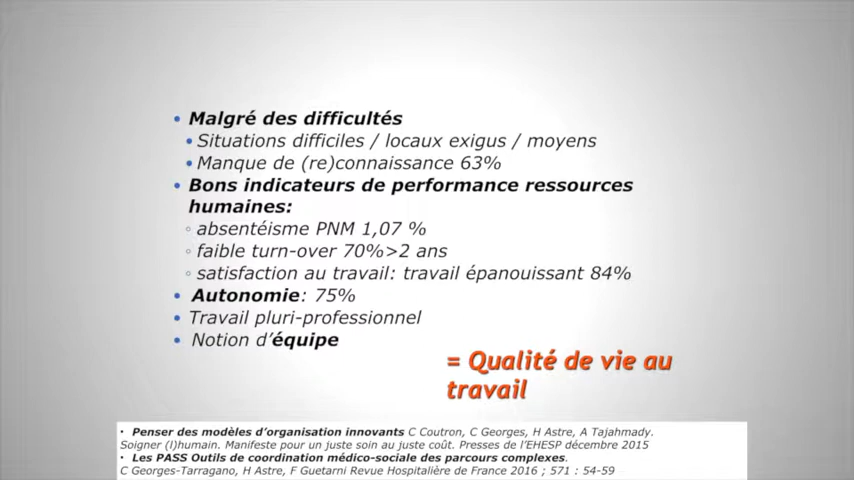 • Malgré des difficultés
• Situations difficiles / locaux exigus / moyens
• Manque de (re)connaissance 63%
• Bons indicateurs de performance ressources
humaines:
◦ absentéisme PNM 1,07 %
◦ faible turn-over 70%>2 ans
◦ satisfaction au travail: travail épanouissant 84%
• Autonomie: 75%
• Travail pluri-professionnel
• Notion d'équipe
= Qualité de vie au
travail
• Penser des modèles d'organisation innovants C Coutron, C Georges, H Astre, A Tajahmady.
Soigner (l)humain. Manifeste pour un juste soin au juste coût. Presses de l'EHESP décembre 2015
• Les PASS Outils de coordination médico-sociale des parcours complexes.
C Georges-Tarragano, H Astre, F Guetarni Revue Hospitalière de France 2016 ; 571 : 54-59